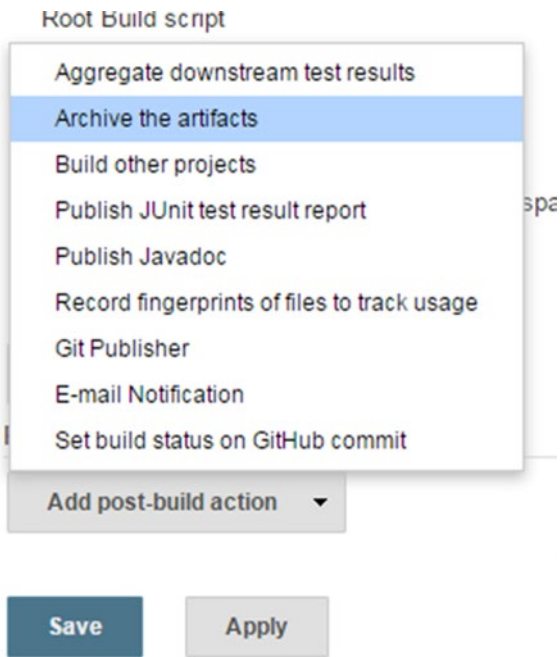 Root Build script
Aggregate downstream test results
Archive the artifacts
Build other projects
Publish JUnit test result report
spa
Publish Javadoc
Record fingerprints of files to track usage
Git Publisher
E-mail Notification
Set build status on GitHub commit
Add post-build action
Save
Apply